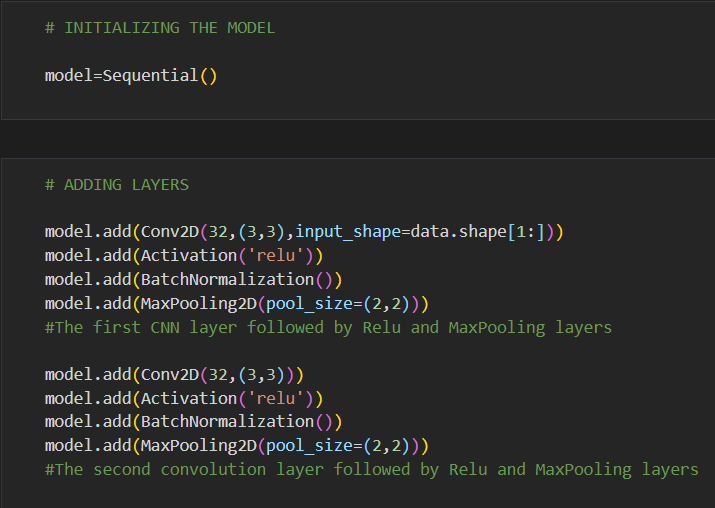 # INITIALIZING THE MODEL
model=Sequential()
# ADDING LAYERS
model.add(Conv2D(32,(3,3),input_shape=data.shape[1:]))
model.add(Activation('relu'))
model.add(BatchNormalization())
model.add(MaxPooling2D(pool_size=(2,2)))
#The first CNN layer followed by Relu and MaxPooling layers
model.add(Conv2D(32,(3,3)))
model.add(Activation('relu'))
model.add(BatchNormalization())
model.add(MaxPooling2D(pool_size=(2,2)))
#The second convolution layer followed by Relu and MaxPooling layers